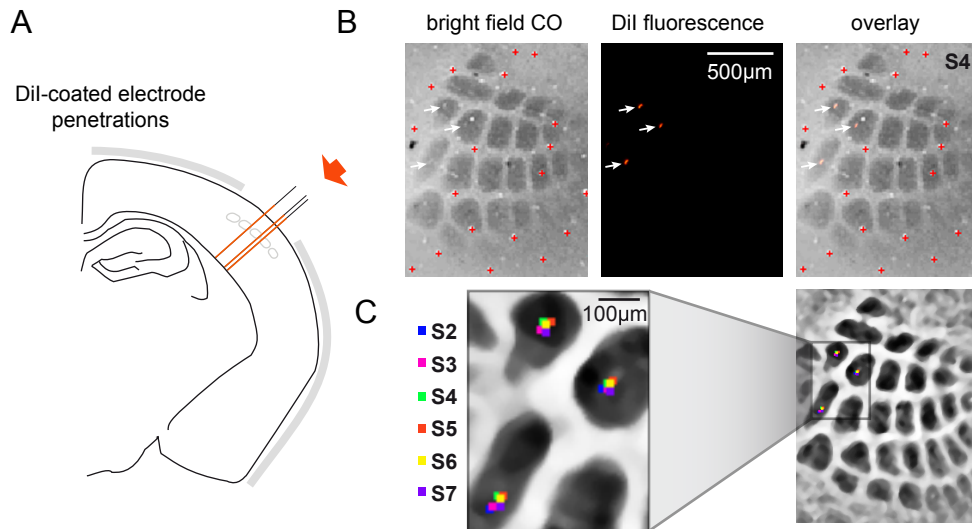 A
DiI-coated electrode
penetrations
B
bright field CO
DiI fluorescence
overlay
500µm
S4
C
100µm
S2
S3
S4
S5
S6
S7